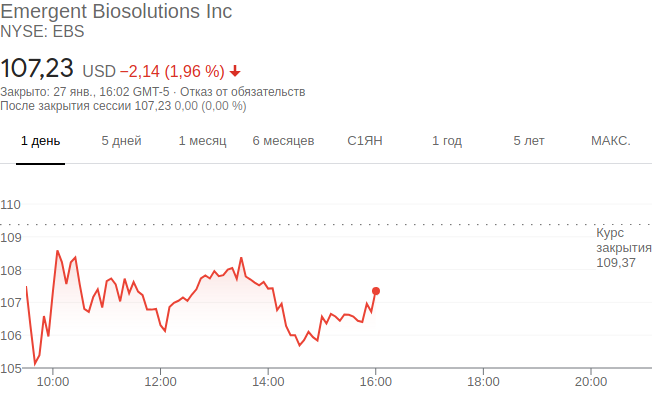 Emergent Biosolutions Inc
NYSE: EBS
107,23 USD −2,14 (1,96 %)
Закрыто: 27 янв., 16:02 GMT-5 · Отказ от обязательств
После закрытия сессии 107,23 0,00 (0,00 %)
1 день 5 дней 1 месяц 6 месяцев С1ЯН 1 год 5 лет МАКС.
110
109
108
107
106
105
Курс
закрытия
109,37
10:00 12:00 14:00 16:00 18:00 20:00